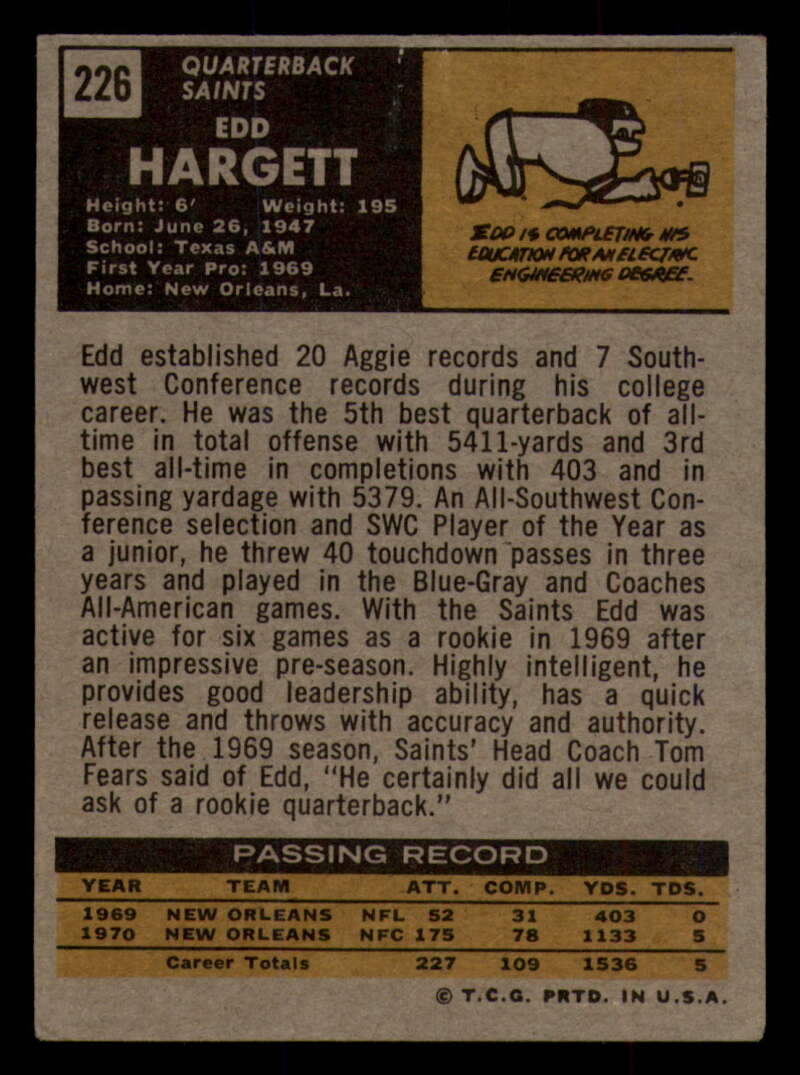 226
QUARTERBACK
SAINTS
EDD
HARGETT
Height: 6' Weight: 195
Born: June 26, 1947
School: Texas A&M
First Year Pro: 1969
Home: New Orleans, La.
EDD IS COMPLETING HIS
EDUCATION FOR AN ELECTRIC
ENGINEERING DEGREE.
Edd established 20 Aggie records and 7 South-
west Conference records during his college
career. He was the 5th best quarterback of all-
time in total offense with 5411-yards and 3rd
best all-time in completions with 403 and in
passing yardage with 5379. An All-Southwest Con-
ference selection and SWC Player of the Year as
a junior, he threw 40 touchdown passes in three
years and played in the Blue-Gray and Coaches
All-American games. With the Saints Edd was
active for six games as a rookie in 1969 after
an impressive pre-season. Highly intelligent, he
provides good leadership ability, has a quick
release and throws with accuracy and authority.
After the 1969 season, Saints' Head Coach Tom
Fears said of Edd, "He certainly did all we could
ask of a rookie quarterback."
PASSING RECORD
YEAR TEAM ATT. COMP. YDS. TDS.
1969 NEW ORLEANS NFL 52 31 403 0
1970 NEW ORLEANS NFC 175 78 1133 5
Career Totals 227 109 1536 5
© T.C.G. PRTD. IN U.S.A.